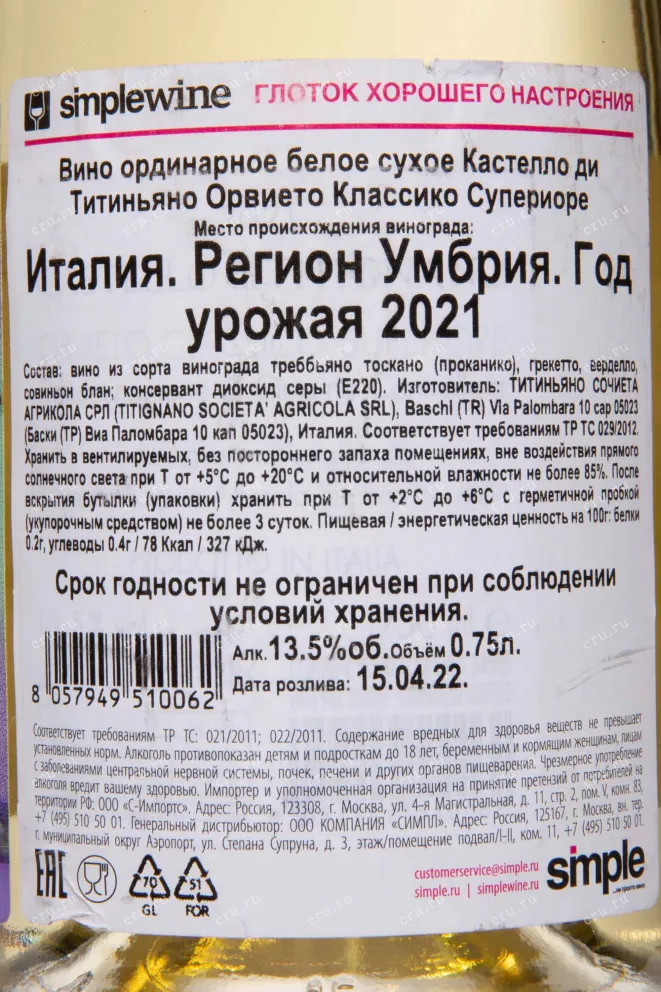 simplewine ГЛОТОК ХОРОШЕГО НАСТРОЕНИЯ
Вино ординарное белое сухое Кастелло ди
Титиньяно Орвието Классико Супериоре
Место происхождения винограда:
Италия. Регион Умбрия. Год
урожая 2021
Состав: вино из сорта винограда треббьяно тоскано (проканико), грекетто, верделло,
совиньон блан; консервант диоксид серы (Е220). Изготовитель: ТИТИНЬЯНО СОЧИЕТА
АГРИКОЛА СРЛ (TITIGNANO SOCIETA' AGRICOLA SRL), Baschi (TR) Via Palombara 10 cap 05023
(Баски (ТР) Виа Паломбара 10 кап 05023), Италия. Соответствует требованиям ТР ТС 029/2012.
Хранить в вентилируемых, без постороннего запаха помещениях, вне воздействия прямого
солнечного света при Т от +5°С до +20°С и относительной влажности не более 85%. После
вскрытия бутылки (упаковки) хранить при Т от +2°С до +6°С с герметичной пробкой
(укупорочным средством) не более 3 суток. Пищевая / энергетическая ценность на 100г: белки
0.2г, углеводы 0.4г / 78 Ккал / 327 кДж.
Срок годности не ограничен при соблюдении
условий хранения.
Алк. 13.5%об. Объём 0.75л.
Дата розлива: 15.04.22.
8 057949 510062
Соответствует требованиям ТР ТС: 021/2011; 022/2011. Содержание вредных для здоровья веществ не превышает
установленных норм. Алкоголь противопоказан детям и подросткам до 18 лет, беременным и кормящим женщинам, лицам
с заболеваниями центральной нервной системы, почек, печени и других органов пищеварения. Чрезмерное употребление
алкоголя вредит вашему здоровью. Импортер и уполномоченная организация на принятие претензий от потребителей на
территории РФ: ООО «С-Импортс». Адрес: Россия, 123308, г. Москва, ул. 4-я Магистральная, д. 11, стр. 2, пом. V, комн. 83,
+7 (495) 510 50 01. Генеральный дистрибьютор: ООО КОМПАНИЯ «СИМПЛ». Адрес: Россия, 125167, г. Москва, вн. тер.
г. муниципальный округ Аэропорт, ул. Степана Супруна, д. 3, этаж/помещение подвал/I-II, ком. 11, +7 (495) 510 50 01.
EAC
70
GL
51
FOR
customerservice@simple.ru
simple.ru | simplewine.ru
simple
...не просто вино